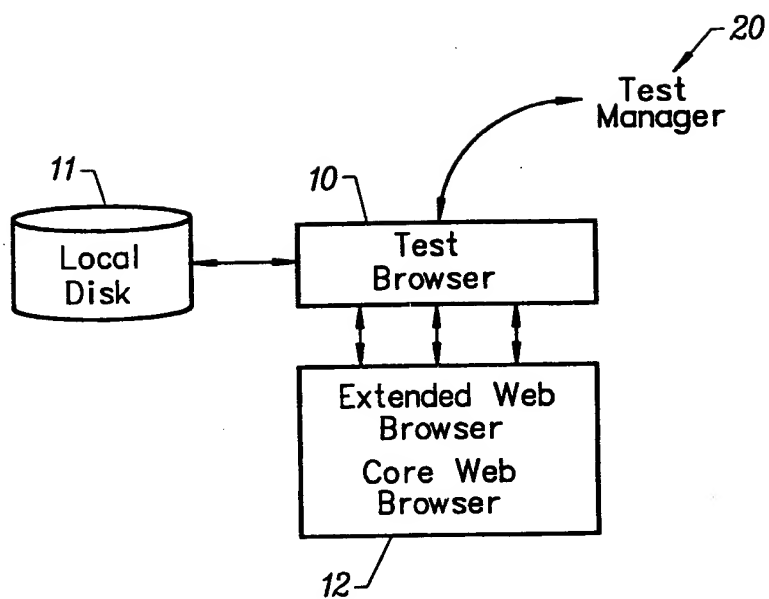 20
Test
Manager
11
10
Local
Disk
Test
Browser
Extended Web
Browser
Core Web
Browser
12